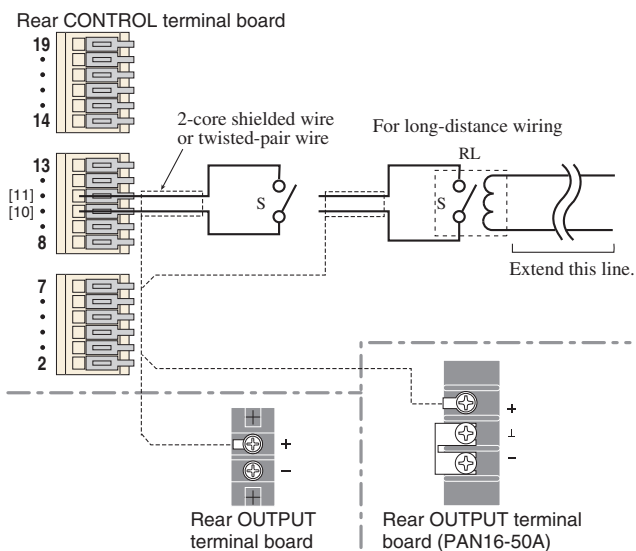 Rear CONTROL terminal board
19
14
2-core shielded wire
or twisted-pair wire
For long-distance wiring
RL
13
[11]
[10]
8
S
S
Extend this line.
7
2
+
⊥
−
+
−
Rear OUTPUT
terminal board
Rear OUTPUT terminal
board (PAN16-50A)